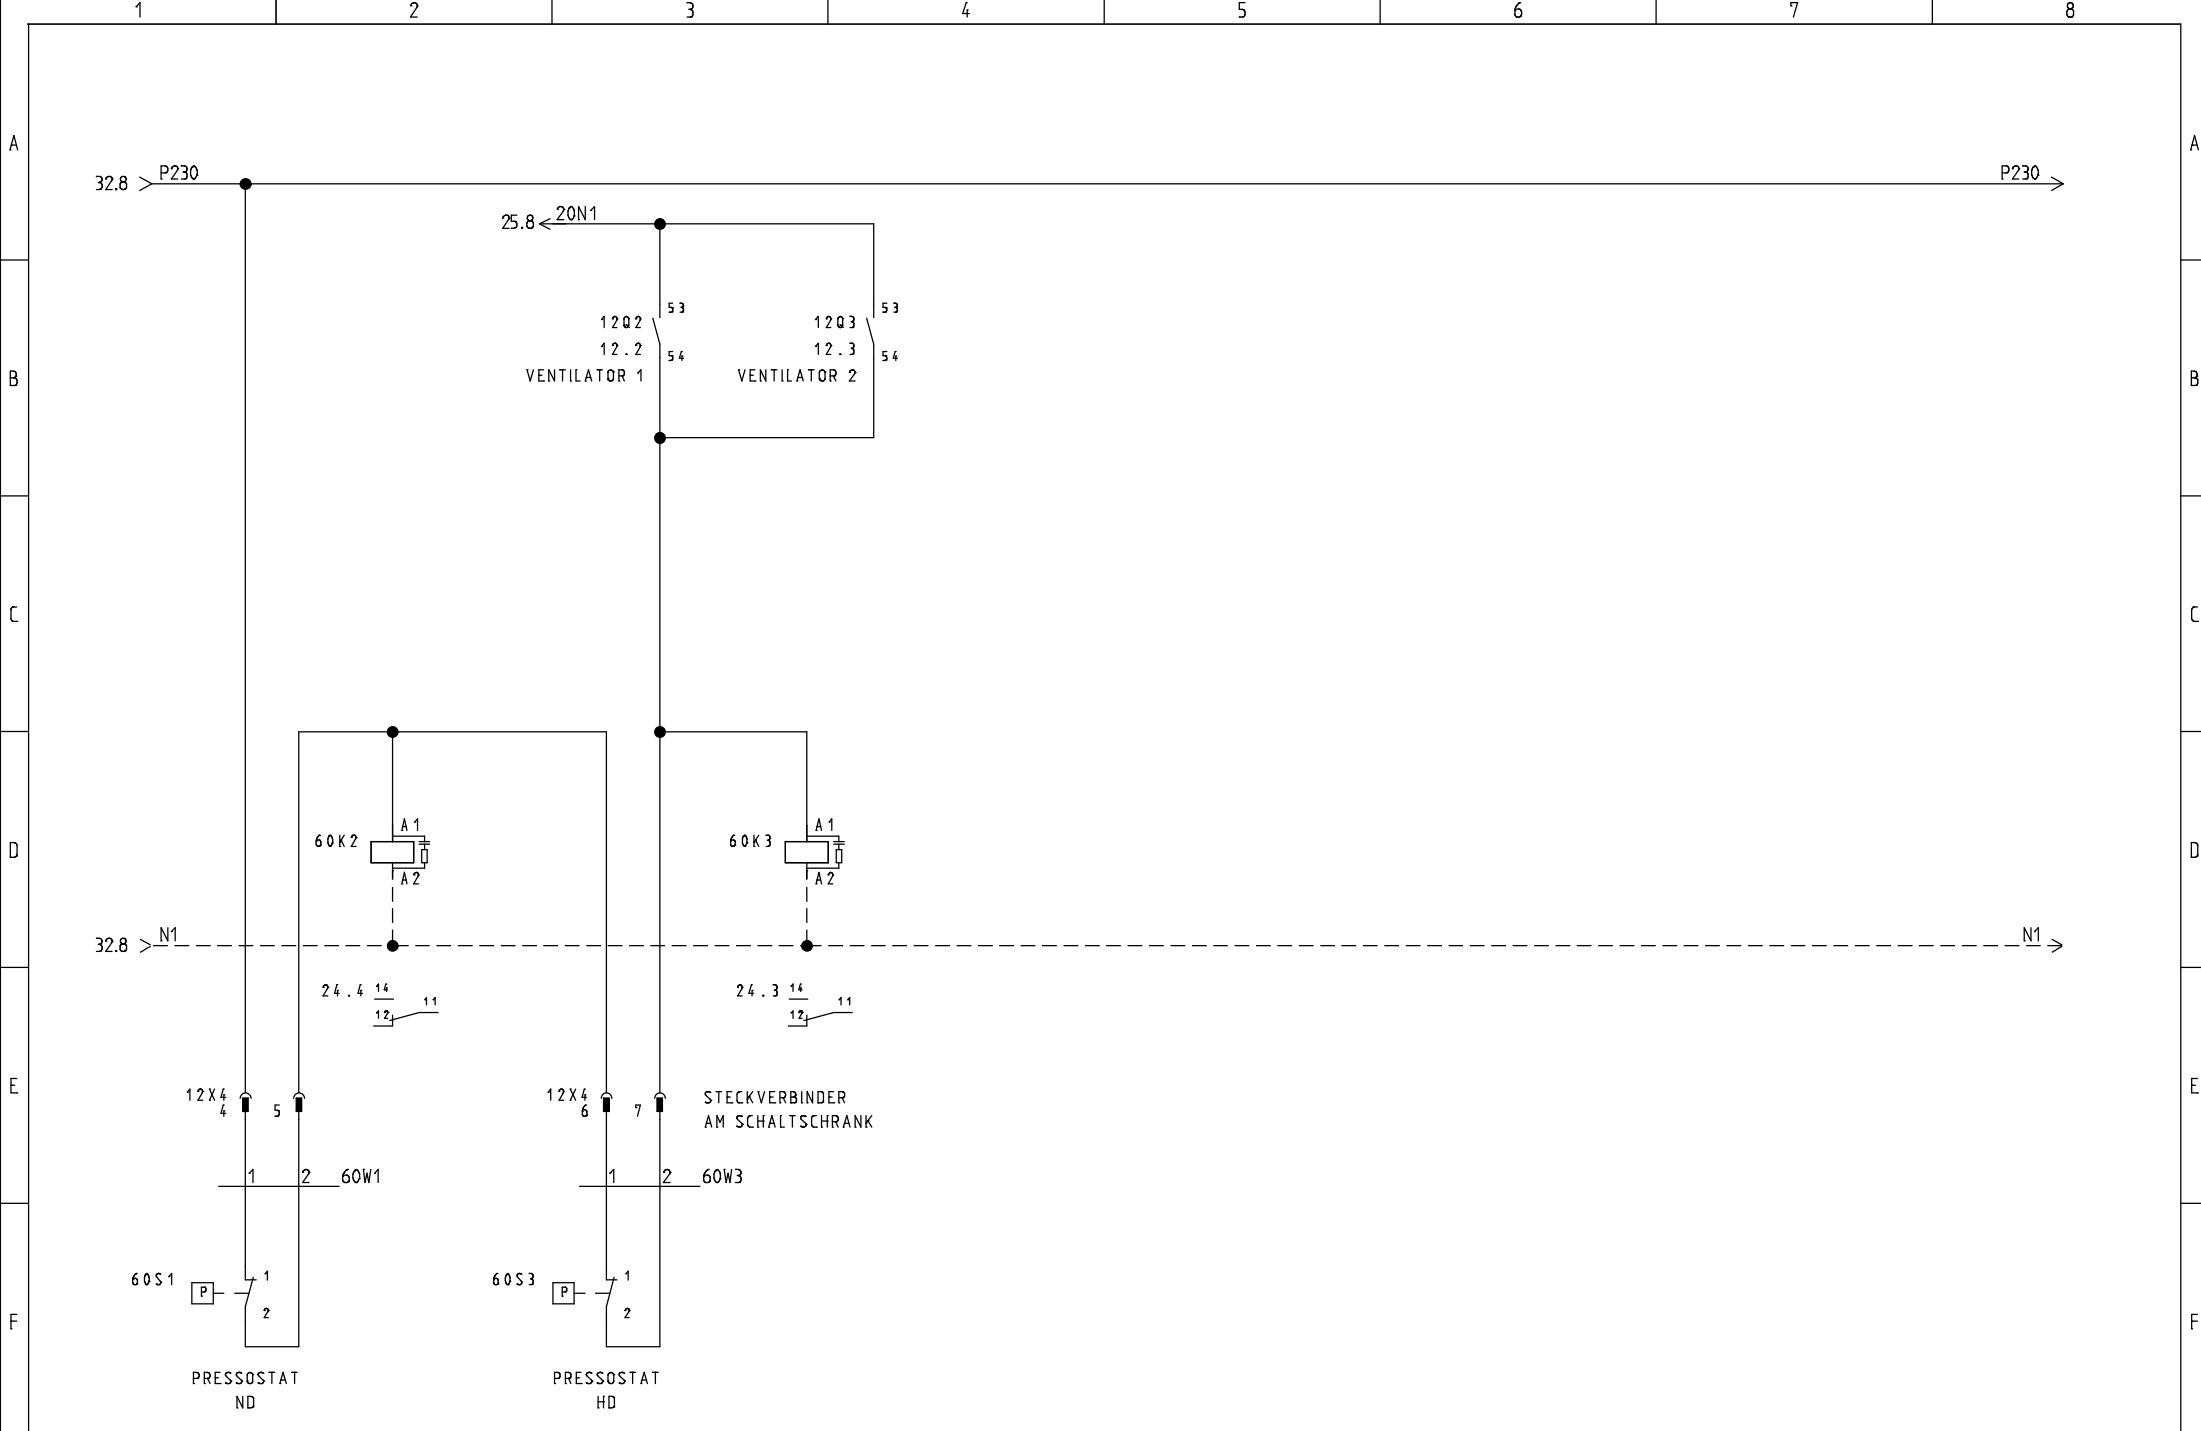 1 2 3 4 5 6 7 8
A A
32.8 P230 P230
25.8 20N1
53 53
12Q2 12Q3
12.2 54 12.3 54
VENTILATOR 1 VENTILATOR 2
B B
C C
A1 A1
60K2 60K3
D D
A2 A2
32.8 N1 N1
24.4 14 24.3 14
11 11
12 12
E E
12X4 12X4 STECKVERBINDER
4 5 6 7
AM SCHALTSCHRANK
1 2 60W1 1 2 60W3
60S1 1 60S3 1
P P
2 2
F F
PRESSOSTAT PRESSOSTAT
ND HD